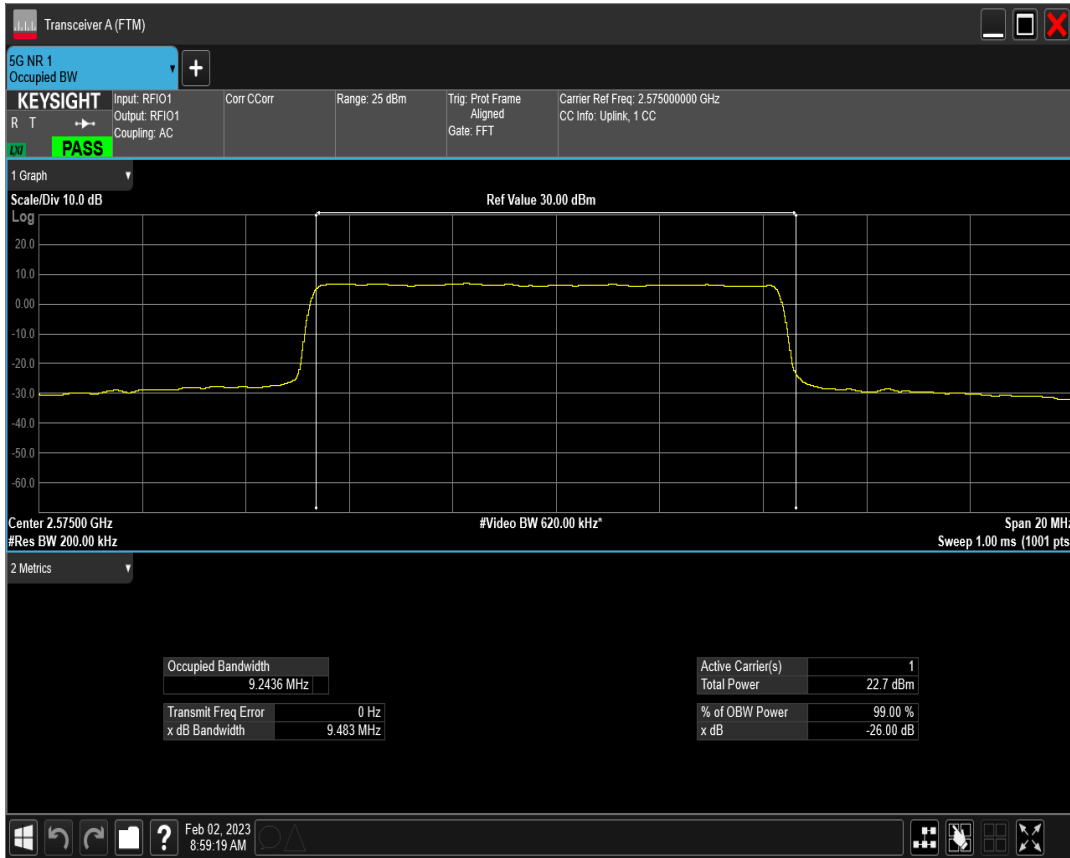 Transceiver A (FTM)
5G NR 1
Occupied BW
+
KEYSIGHT
R T
LXI
PASS
Input: RFIO1
Output: RFIO1
Coupling: AC
Corr CCorr
Range: 25 dBm
Trig: Prot Frame
Aligned
Gate: FFT
Carrier Ref Freq: 2.575000000 GHz
CC Info: Uplink, 1 CC
1 Graph
Scale/Div 10.0 dB
Ref Value 30.00 dBm
Log
20.0
10.0
0.00
-10.0
-20.0
-30.0
-40.0
-50.0
-60.0
Center 2.57500 GHz
#Video BW 620.00 kHz*
Span 20 MHz
#Res BW 200.00 kHz
Sweep 1.00 ms (1001 pts
2 Metrics
Occupied Bandwidth
9.2436 MHz
Transmit Freq Error 0 Hz
x dB Bandwidth 9.483 MHz
Active Carrier(s) 1
Total Power 22.7 dBm
% of OBW Power 99.00 %
x dB -26.00 dB
?
Feb 02, 2023
8:59:19 AM